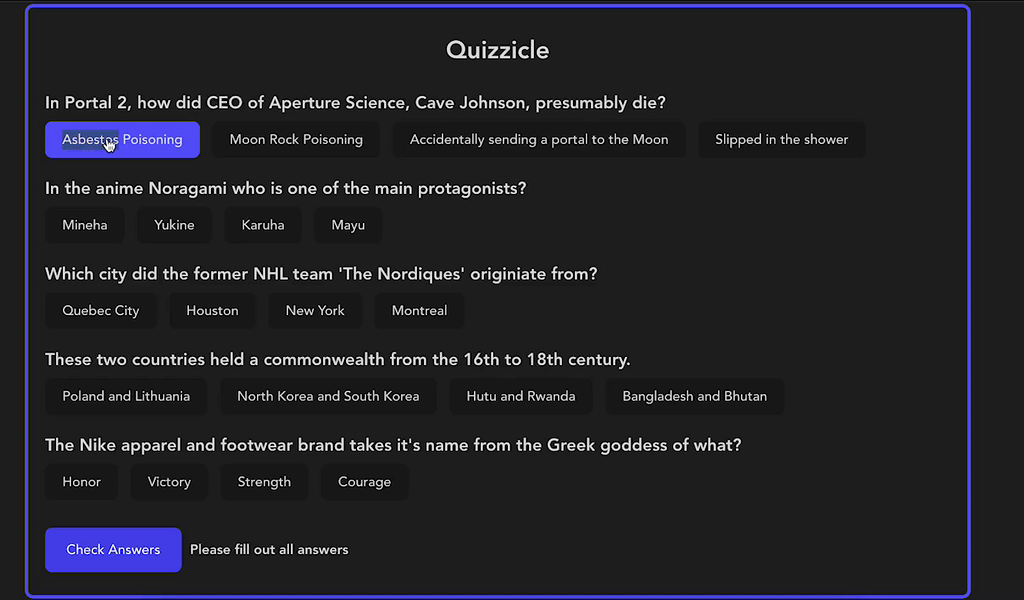 Quizzicle
In Portal 2, how did CEO of Aperture Science, Cave Johnson, presumably die?
Asbestos Poisoning Moon Rock Poisoning Accidentally sending a portal to the Moon Slipped in the shower
In the anime Noragami who is one of the main protagonists?
Mineha Yukine Karuha Mayu
Which city did the former NHL team 'The Nordiques' originiate from?
Quebec City Houston New York Montreal
These two countries held a commonwealth from the 16th to 18th century.
Poland and Lithuania North Korea and South Korea Hutu and Rwanda Bangladesh and Bhutan
The Nike apparel and footwear brand takes it's name from the Greek goddess of what?
Honor Victory Strength Courage
Check Answers Please fill out all answers